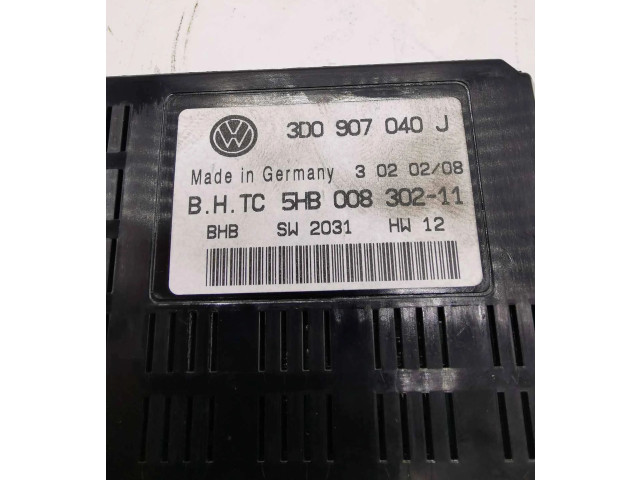 3D0 907 040 J
Made in Germany 3 02 02/08
B.H.TC 5HB 008 302-11
BHB SW 2031 HW 12